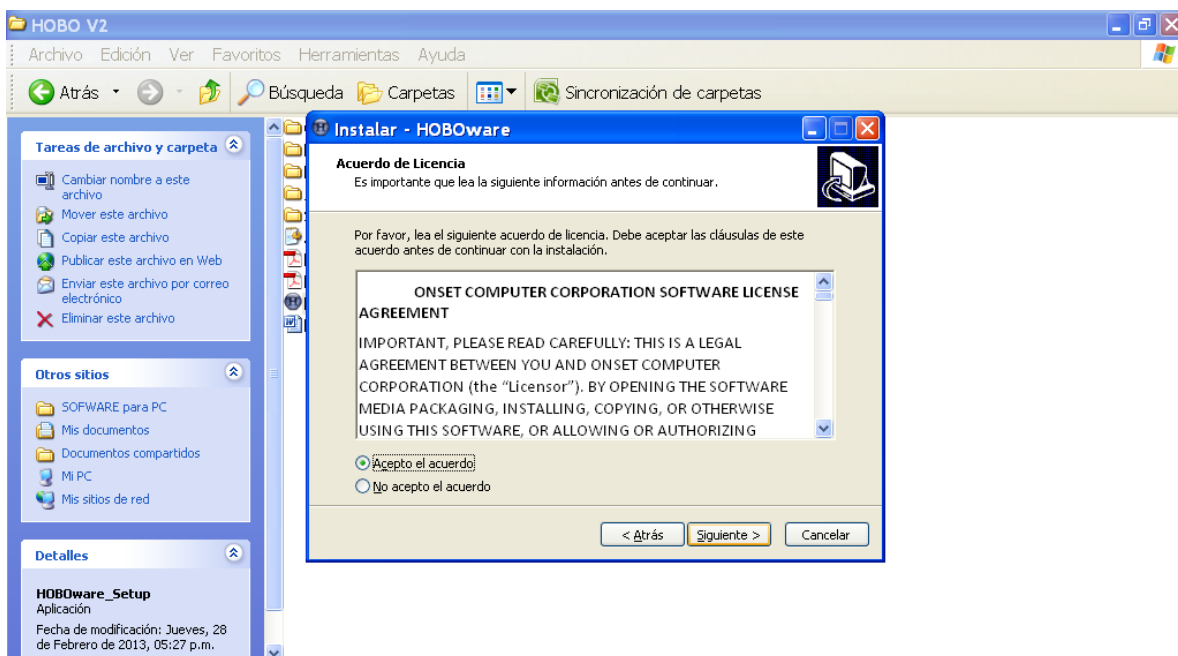 HOBO V2
Archivo Edición Ver Favoritos Herramientas Ayuda
Atrás Búsqueda Carpetas Sincronización de carpetas
Tareas de archivo y carpeta
Cambiar nombre a este
archivo
Mover este archivo
Copiar este archivo
Publicar este archivo en Web
Enviar este archivo por correo
electrónico
Eliminar este archivo
Otros sitios
SOFWARE para PC
Mis documentos
Documentos compartidos
Mi PC
Mis sitios de red
Detalles
HOBOware_Setup
Aplicación
Fecha de modificación: Jueves, 28
de Febrero de 2013, 05:27 p.m.
Instalar - HOBOware
Acuerdo de Licencia
Es importante que lea la siguiente información antes de continuar.
Por favor, lea el siguiente acuerdo de licencia. Debe aceptar las cláusulas de este
acuerdo antes de continuar con la instalación.
ONSET COMPUTER CORPORATION SOFTWARE LICENSE
AGREEMENT
IMPORTANT, PLEASE READ CAREFULLY: THIS IS A LEGAL
AGREEMENT BETWEEN YOU AND ONSET COMPUTER
CORPORATION (the “Licensor”). BY OPENING THE SOFTWARE
MEDIA PACKAGING, INSTALLING, COPYING, OR OTHERWISE
USING THIS SOFTWARE, OR ALLOWING OR AUTHORIZING
Acepto el acuerdo
No acepto el acuerdo
< Atrás Siguiente > Cancelar